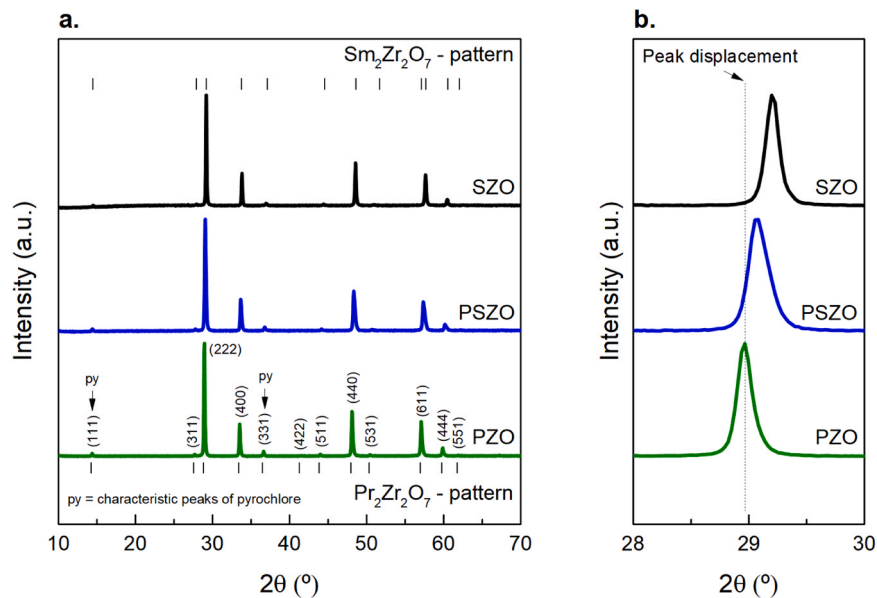 a.
Sm₂Zr₂O₇ - pattern
SZO
PSZO
PZO
py
(111)
(311)
(222)
(400)
py
(331)
(422)
(511)
(440)
(531)
(611)
(444)
(551)
py = characteristic peaks of pyrochlore
Pr₂Zr₂O₇ - pattern
Intensity (a.u.)
10 20 30 40 50 60 70
2θ (º)
b.
Peak displacement
SZO
PSZO
PZO
Intensity (a.u.)
28 29 30
2θ (º)